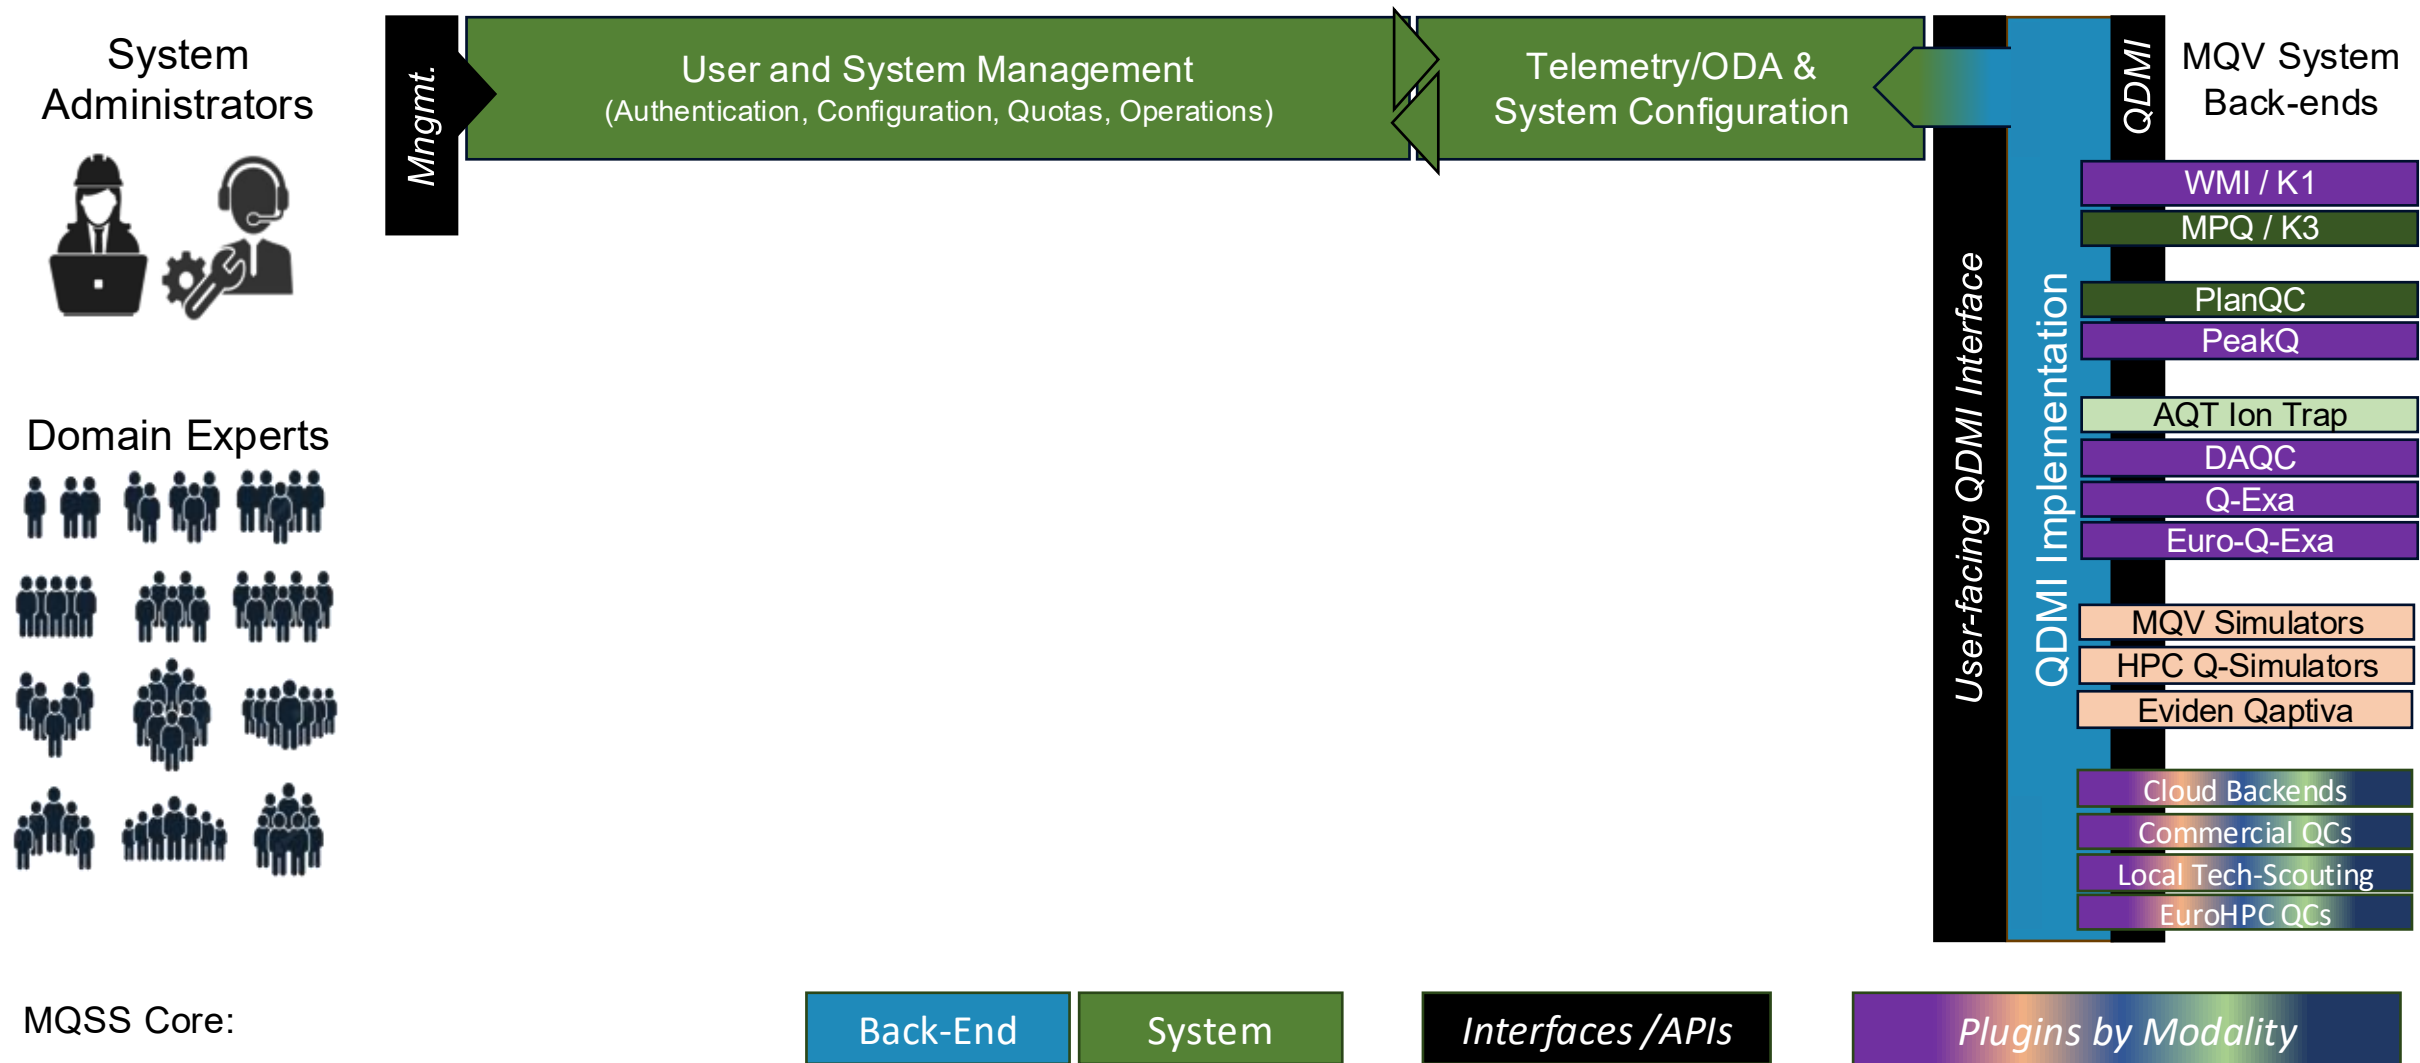 System
Administrators
Mngmt.
User and System Management
(Authentication, Configuration, Quotas, Operations)
Telemetry/ODA &
System Configuration
User-facing QDMI Interface
QDMI Implementation
QDMI
MQV System
Back-ends
WMI / K1
MPQ / K3
PlanQC
PeakQ
AQT Ion Trap
DAQC
Q-Exa
Euro-Q-Exa
MQV Simulators
HPC Q-Simulators
Eviden Qaptiva
Cloud Backends
Commercial QCs
Local Tech-Scouting
EuroHPC QCs
Domain Experts
MQSS Core:
Back-End
System
Interfaces /APIs
Plugins by Modality